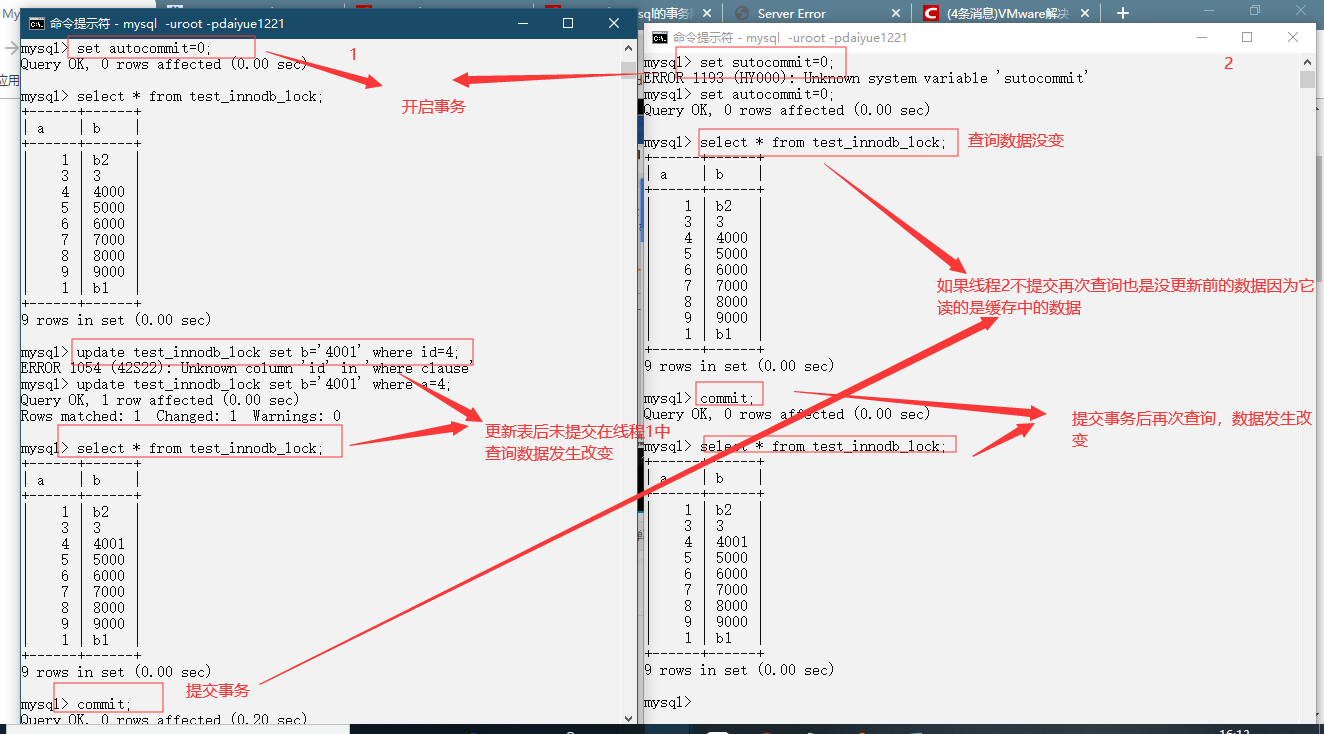 My
sql的事务
Server Error
(4条消息)VMware解决
应用
命令提示符 - mysql -uroot -pdaiyue1221
mysql> set autocommit=0;
Query OK, 0 rows affected (0.00 sec)
mysql> select * from test_innodb_lock;
+------+------+
| a    | b    |
+------+------+
|    1 | b2   |
|    3 | 3    |
|    4 | 4000 |
|    5 | 5000 |
|    6 | 6000 |
|    7 | 7000 |
|    8 | 8000 |
|    9 | 9000 |
|    1 | b1   |
+------+------+
9 rows in set (0.00 sec)
mysql> update test_innodb_lock set b='4001' where id=4;
ERROR 1054 (42S22): Unknown column 'id' in 'where clause'
mysql> update test_innodb_lock set b='4001' where a=4;
Query OK, 1 row affected (0.00 sec)
Rows matched: 1  Changed: 1  Warnings: 0
mysql> select * from test_innodb_lock;
+------+------+
| a    | b    |
+------+------+
|    1 | b2   |
|    3 | 3    |
|    4 | 4001 |
|    5 | 5000 |
|    6 | 6000 |
|    7 | 7000 |
|    8 | 8000 |
|    9 | 9000 |
|    1 | b1   |
+------+------+
9 rows in set (0.00 sec)
mysql> commit;
Query OK, 0 rows affected (0.20 sec)
1
开启事务
更新表后未提交在线程1中
查询数据发生改变
提交事务
命令提示符 - mysql -uroot -pdaiyue1221
mysql> set sutocommit=0;
ERROR 1193 (HY000): Unknown system variable 'sutocommit'
mysql> set autocommit=0;
Query OK, 0 rows affected (0.00 sec)
mysql> select * from test_innodb_lock;
+------+------+
| a    | b    |
+------+------+
|    1 | b2   |
|    3 | 3    |
|    4 | 4000 |
|    5 | 5000 |
|    6 | 6000 |
|    7 | 7000 |
|    8 | 8000 |
|    9 | 9000 |
|    1 | b1   |
+------+------+
9 rows in set (0.00 sec)
mysql> commit;
Query OK, 0 rows affected (0.00 sec)
mysql> select * from test_innodb_lock;
+------+------+
| a    | b    |
+------+------+
|    1 | b2   |
|    3 | 3    |
|    4 | 4001 |
|    5 | 5000 |
|    6 | 6000 |
|    7 | 7000 |
|    8 | 8000 |
|    9 | 9000 |
|    1 | b1   |
+------+------+
9 rows in set (0.00 sec)
mysql>
2
查询数据没变
如果线程2不提交再次查询也是没更新前的数据因为它
读的是缓存中的数据
提交事务后再次查询，数据发生改
变